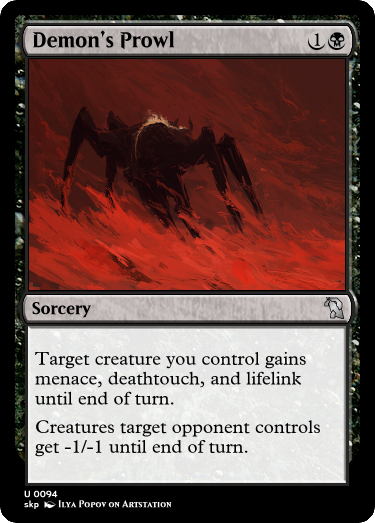 Demon's Prowl 1
Sorcery
Target creature you control gains
menace, deathtouch, and lifelink
until end of turn.
Creatures target opponent controls
get -1/-1 until end of turn.
U 0094
skp Ilya Popov on Artstation